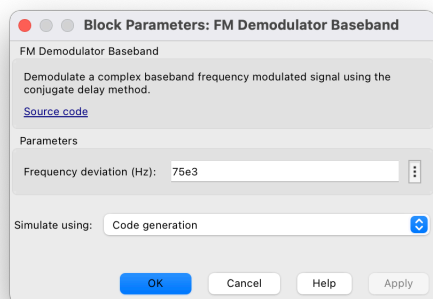 Block Parameters: FM Demodulator Baseband
FM Demodulator Baseband
Demodulate a complex baseband frequency modulated signal using the
conjugate delay method.
Source code
Parameters
Frequency deviation (Hz): 75e3
Simulate using: Code generation
OK Cancel Help Apply